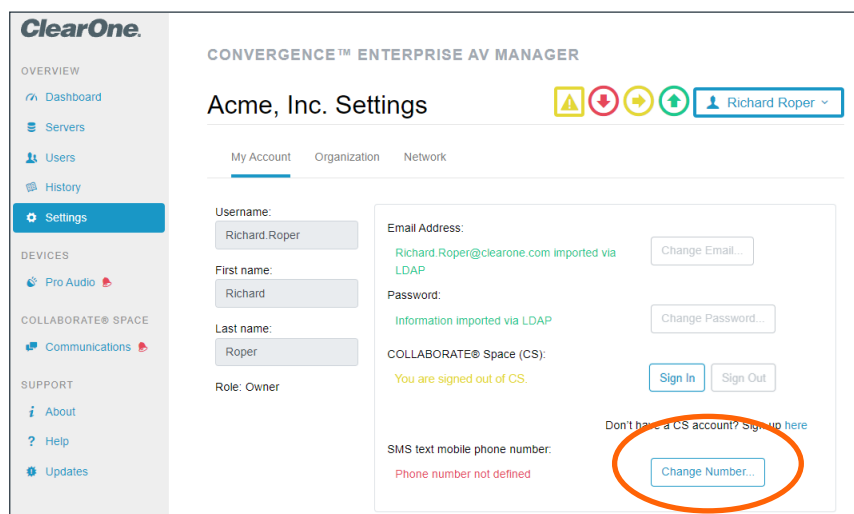 ClearOne.
OVERVIEW
Dashboard
Servers
Users
History
Settings
DEVICES
Pro Audio
COLLABORATE® SPACE
Communications
SUPPORT
About
Help
Updates
CONVERGENCE™ ENTERPRISE AV MANAGER
Acme, Inc. Settings
Richard Roper
My Account Organization Network
Username:
Richard.Roper
First name:
Richard
Last name:
Roper
Role: Owner
Email Address:
Richard.Roper@clearone.com imported via
LDAP
Change Email...
Password:
Information imported via LDAP
Change Password...
COLLABORATE® Space (CS):
You are signed out of CS.
Sign In Sign Out
Don't have a CS account? Sign up here
SMS text mobile phone number:
Phone number not defined
Change Number...